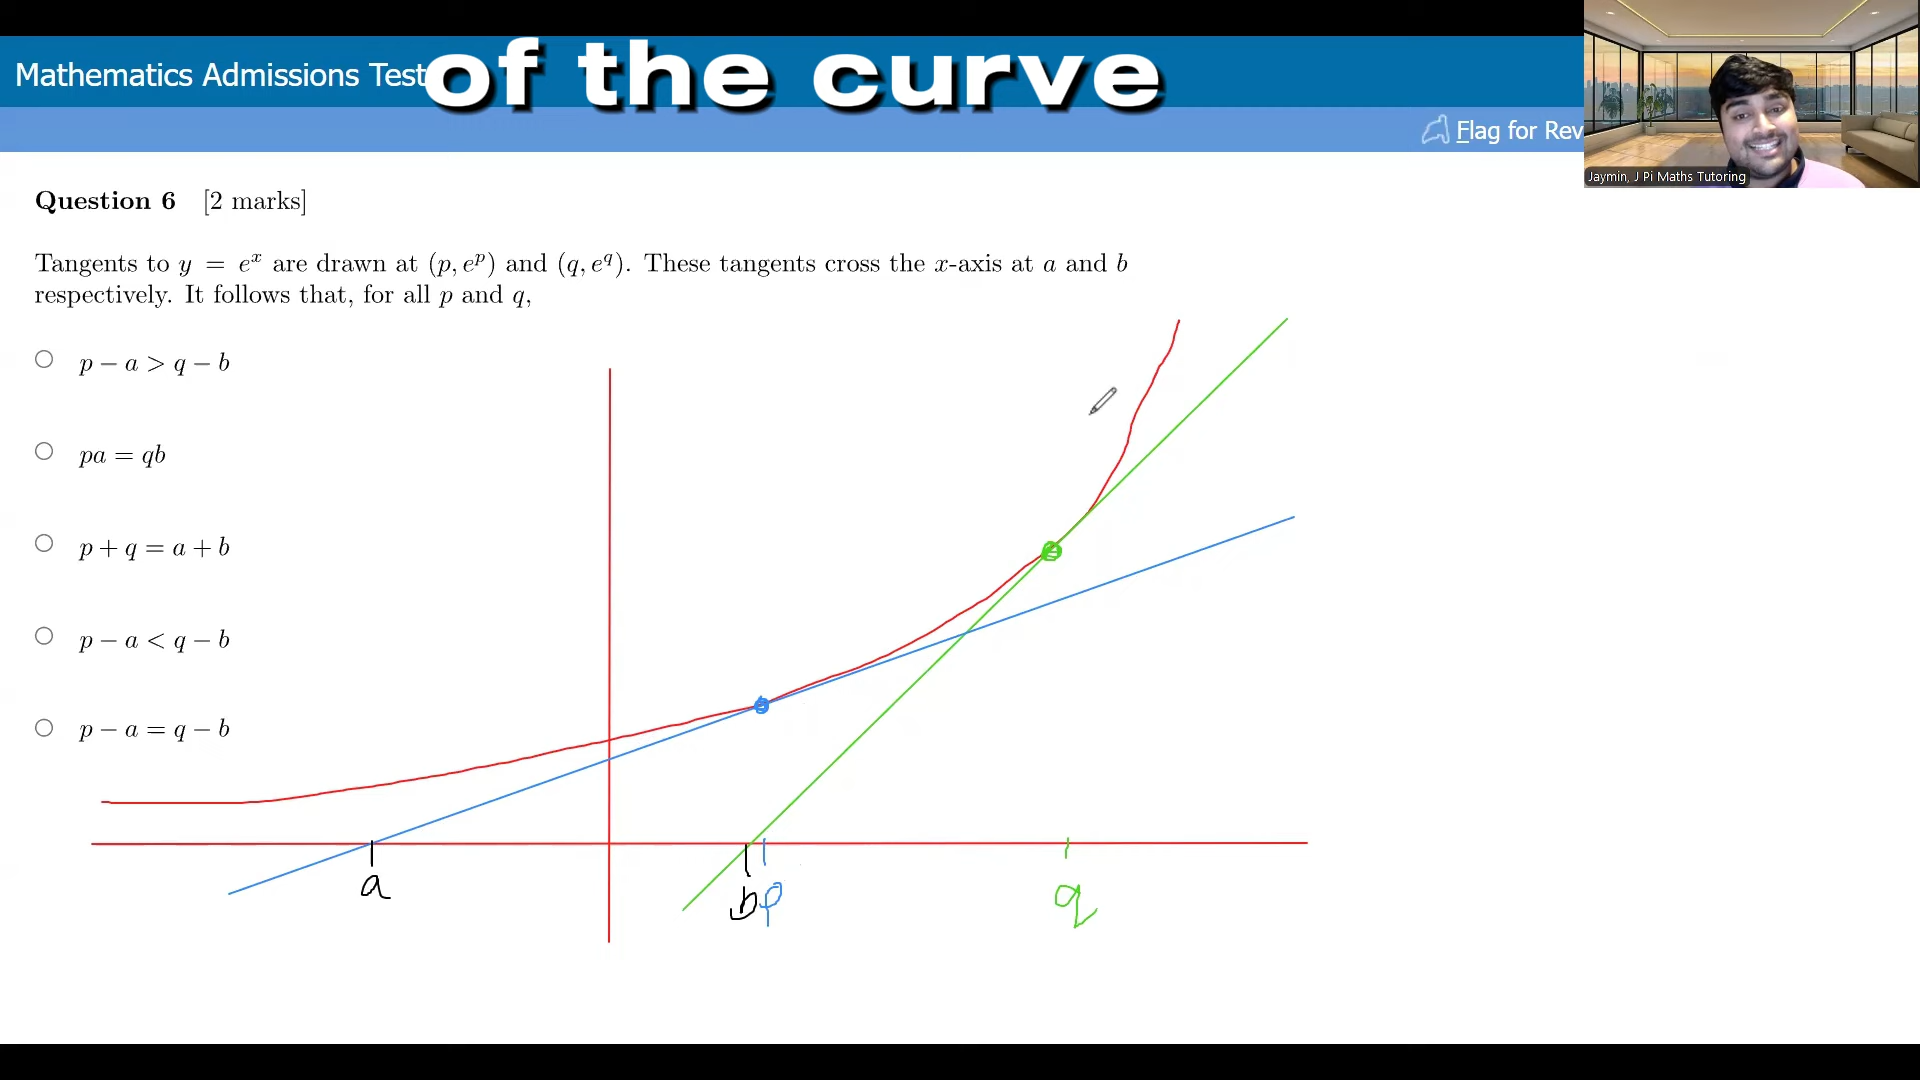 Mathematics Admissions Test
of the curve
Flag for Rev
Jaymin, J Pi Maths Tutoring
Question 6 [2 marks]
Tangents to y = e^x are drawn at (p, e^p) and (q, e^q). These tangents cross the x-axis at a and b
respectively. It follows that, for all p and q,
p − a > q − b
pa = qb
p + q = a + b
p − a < q − b
p − a = q − b
a
b p
q